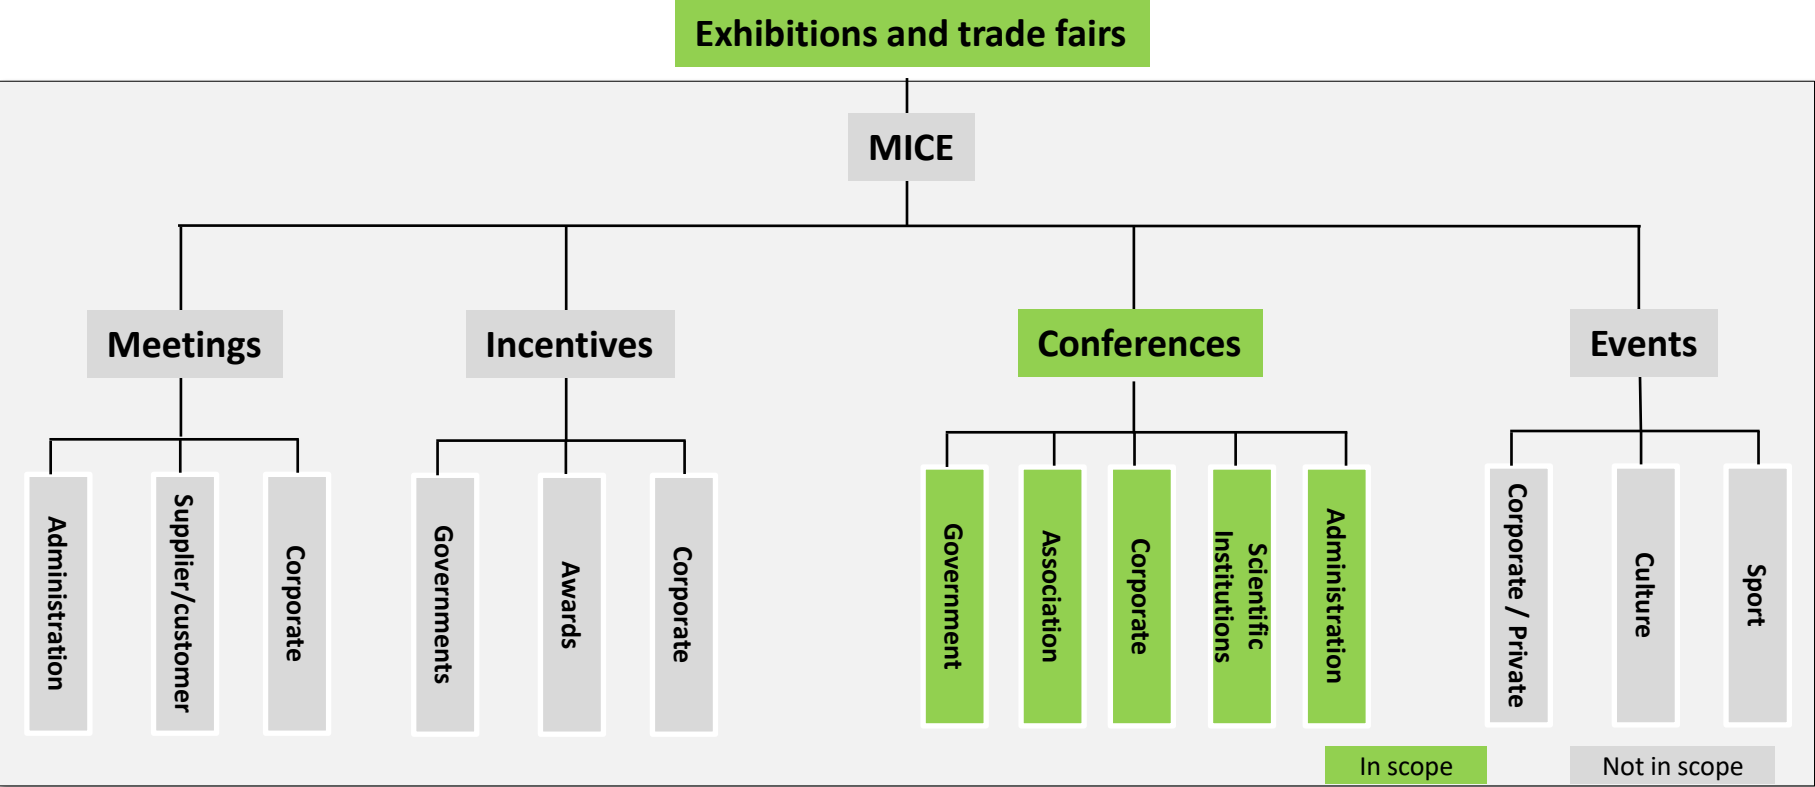 Exhibitions and trade fairs
MICE
Meetings
Incentives
Conferences
Events
Administration
Supplier/customer
Corporate
Governments
Awards
Corporate
Government
Association
Corporate
Scientific
Institutions
Administration
Corporate / Private
Culture
Sport
In scope
Not in scope